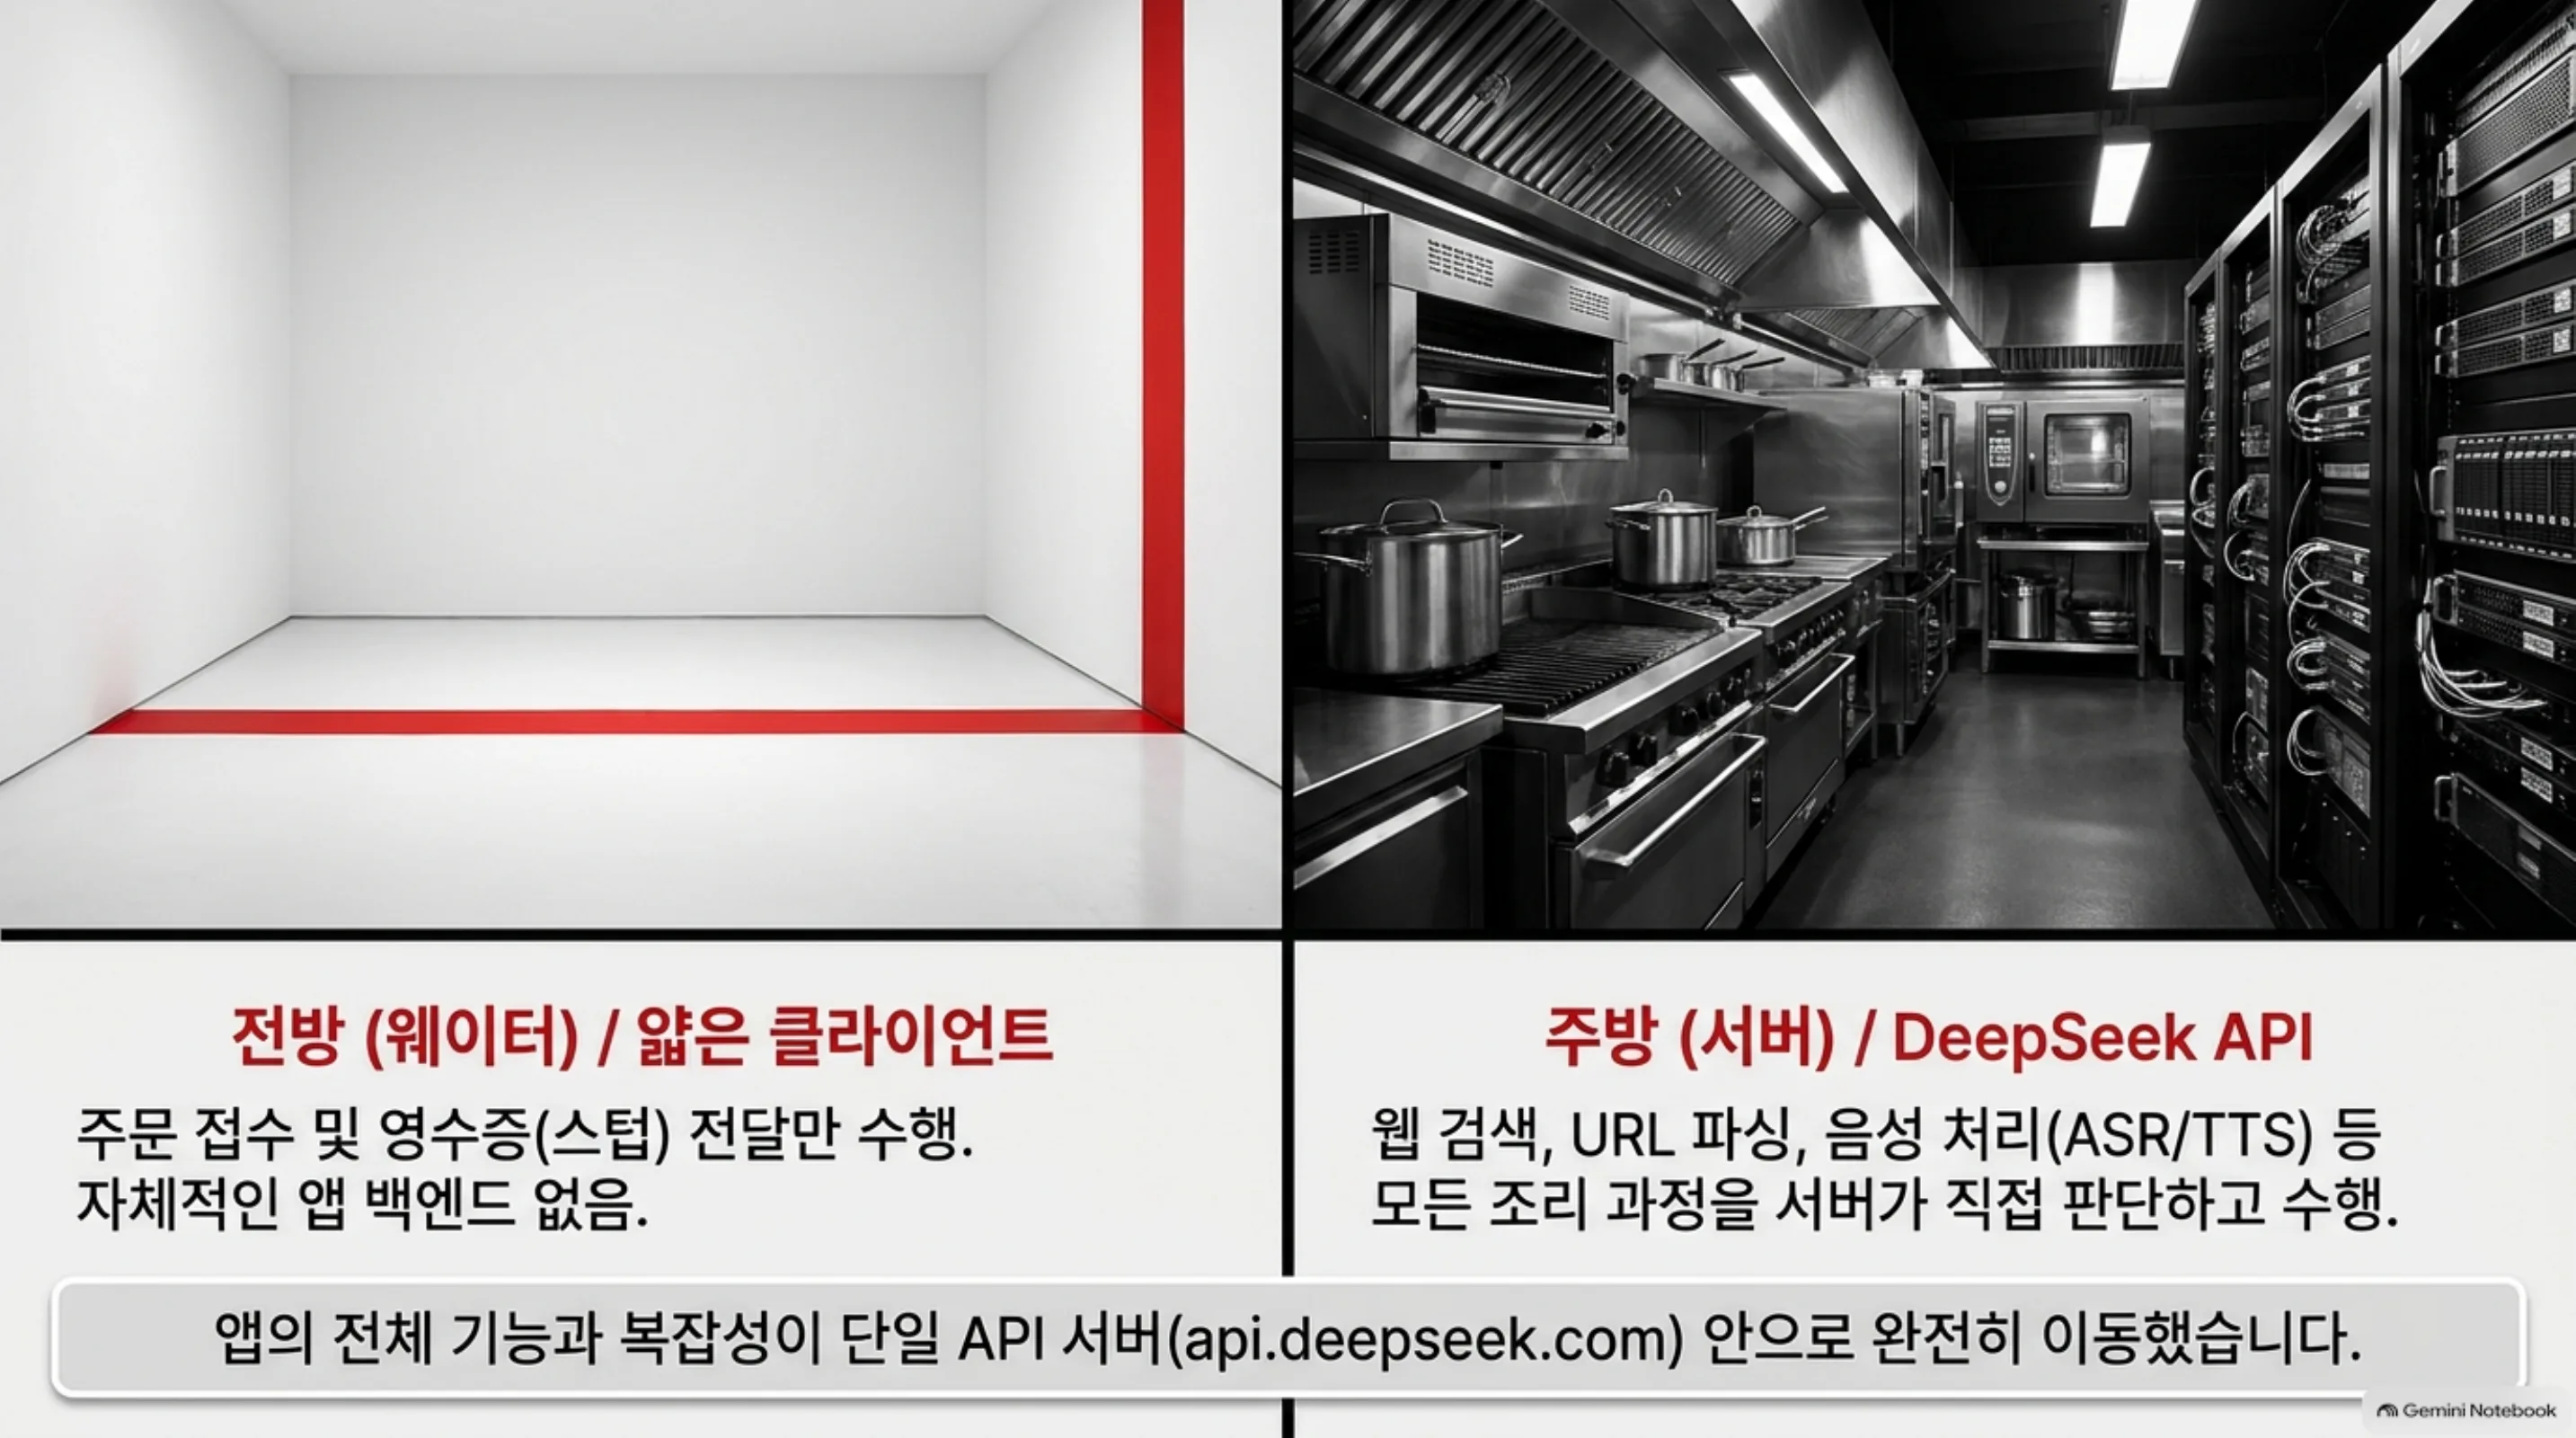 전방 (웨이터) / 얇은 클라이언트
주문 접수 및 영수증(스텁) 전달만 수행.
자체적인 앱 백엔드 없음.
주방 (서버) / DeepSeek API
웹 검색, URL 파싱, 음성 처리(ASR/TTS) 등
모든 조리 과정을 서버가 직접 판단하고 수행.
앱의 전체 기능과 복잡성이 단일 API 서버(api.deepseek.com) 안으로 완전히 이동했습니다.
Gemini Notebook